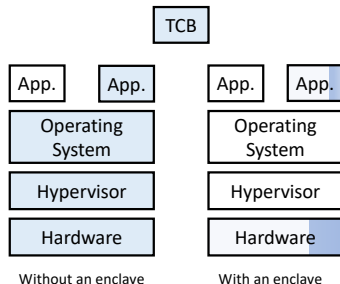 TCB
App. App. App. App.
Operating Operating
System System
Hypervisor Hypervisor
Hardware Hardware
Without an enclave With an enclave